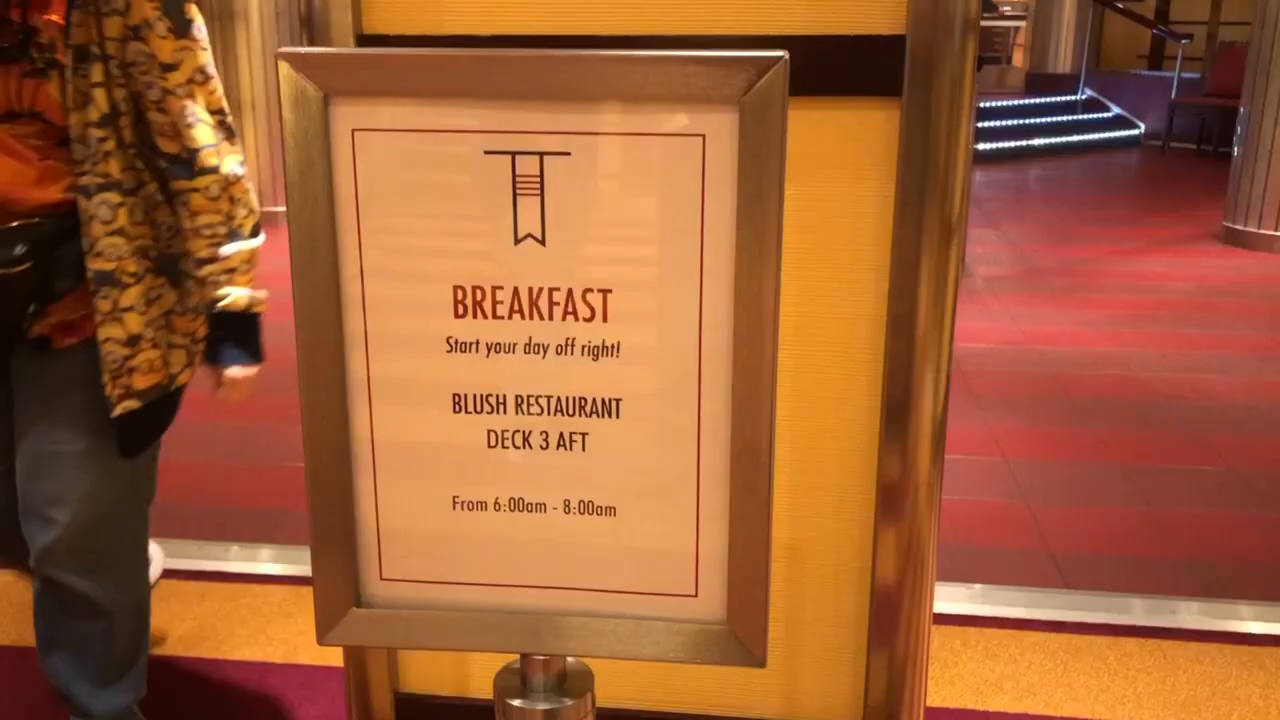 BREAKFAST
Start your day off right!
BLUSH RESTAURANT
DECK 3 AFT
From 6:00am - 8:00am